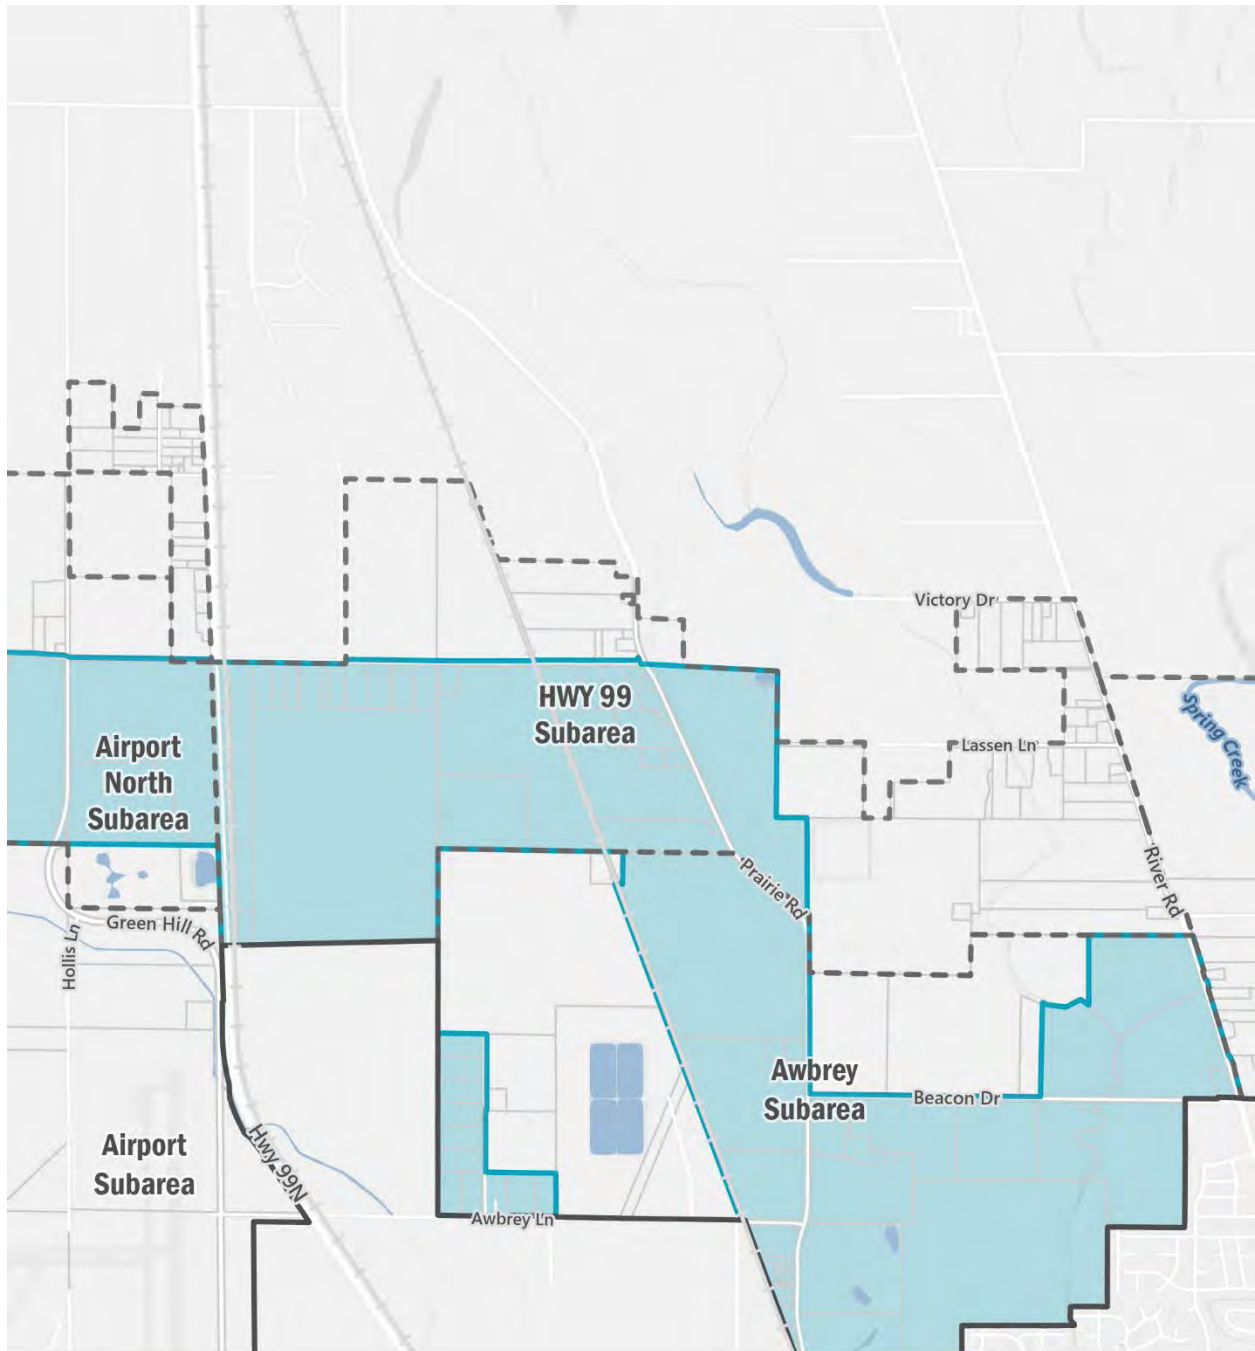 Victory Dr
HWY 99
Subarea
Spring Creek
Airport
North
Subarea
Lassen Ln
River Rd
Prairie Rd
Green Hill Rd
Hollis Ln
Awbrey
Subarea
Beacon Dr
Airport
Subarea
Hwy 99N
Awbrey Ln